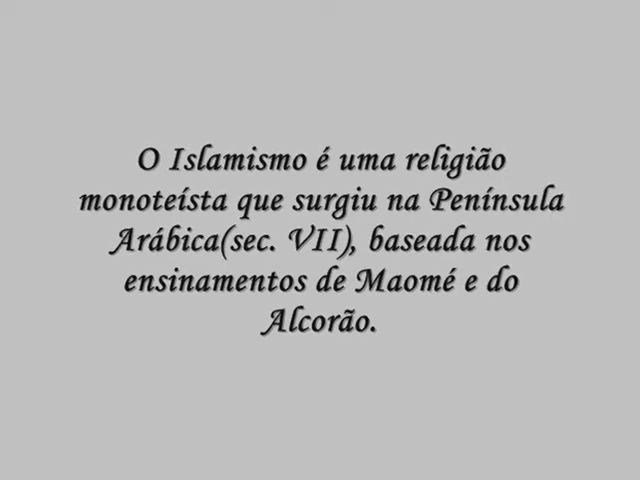 O Islamismo é uma religião
monoteísta que surgiu na Península
Arábica(sec. VII), baseada nos
ensinamentos de Maomé e do
Alcorão.